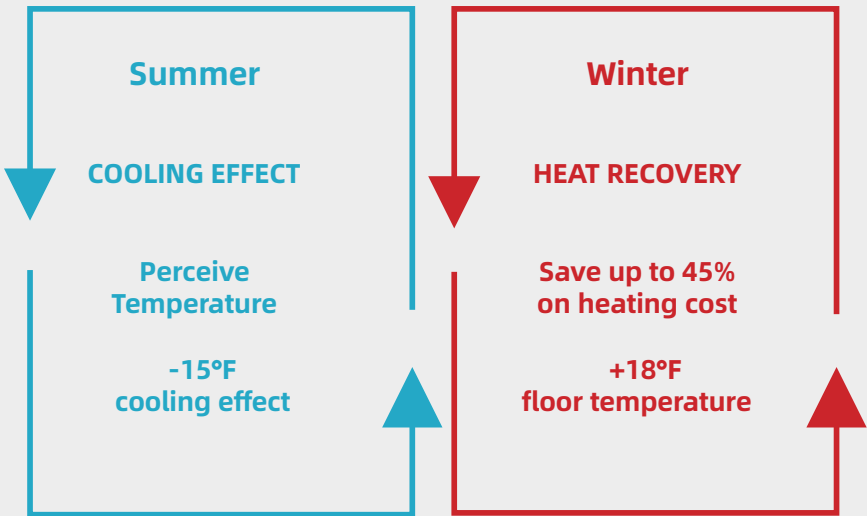 Summer
COOLING EFFECT
Perceive
Temperature
-15°F
cooling effect
Winter
HEAT RECOVERY
Save up to 45%
on heating cost
+18°F
floor temperature